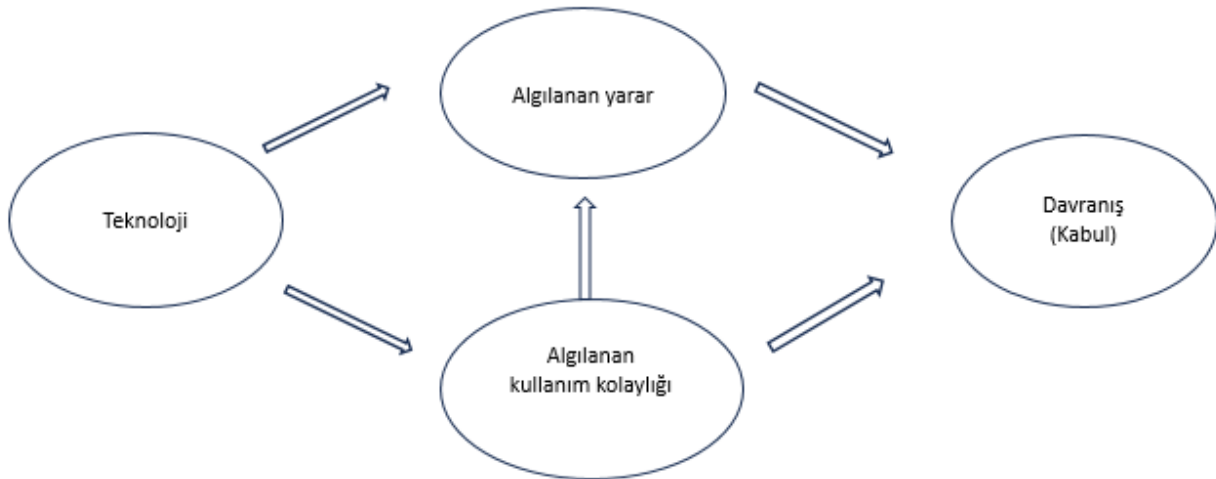 Algılanan yarar
Teknoloji
Davranış
(Kabul)
Algılanan
kullanım kolaylığı